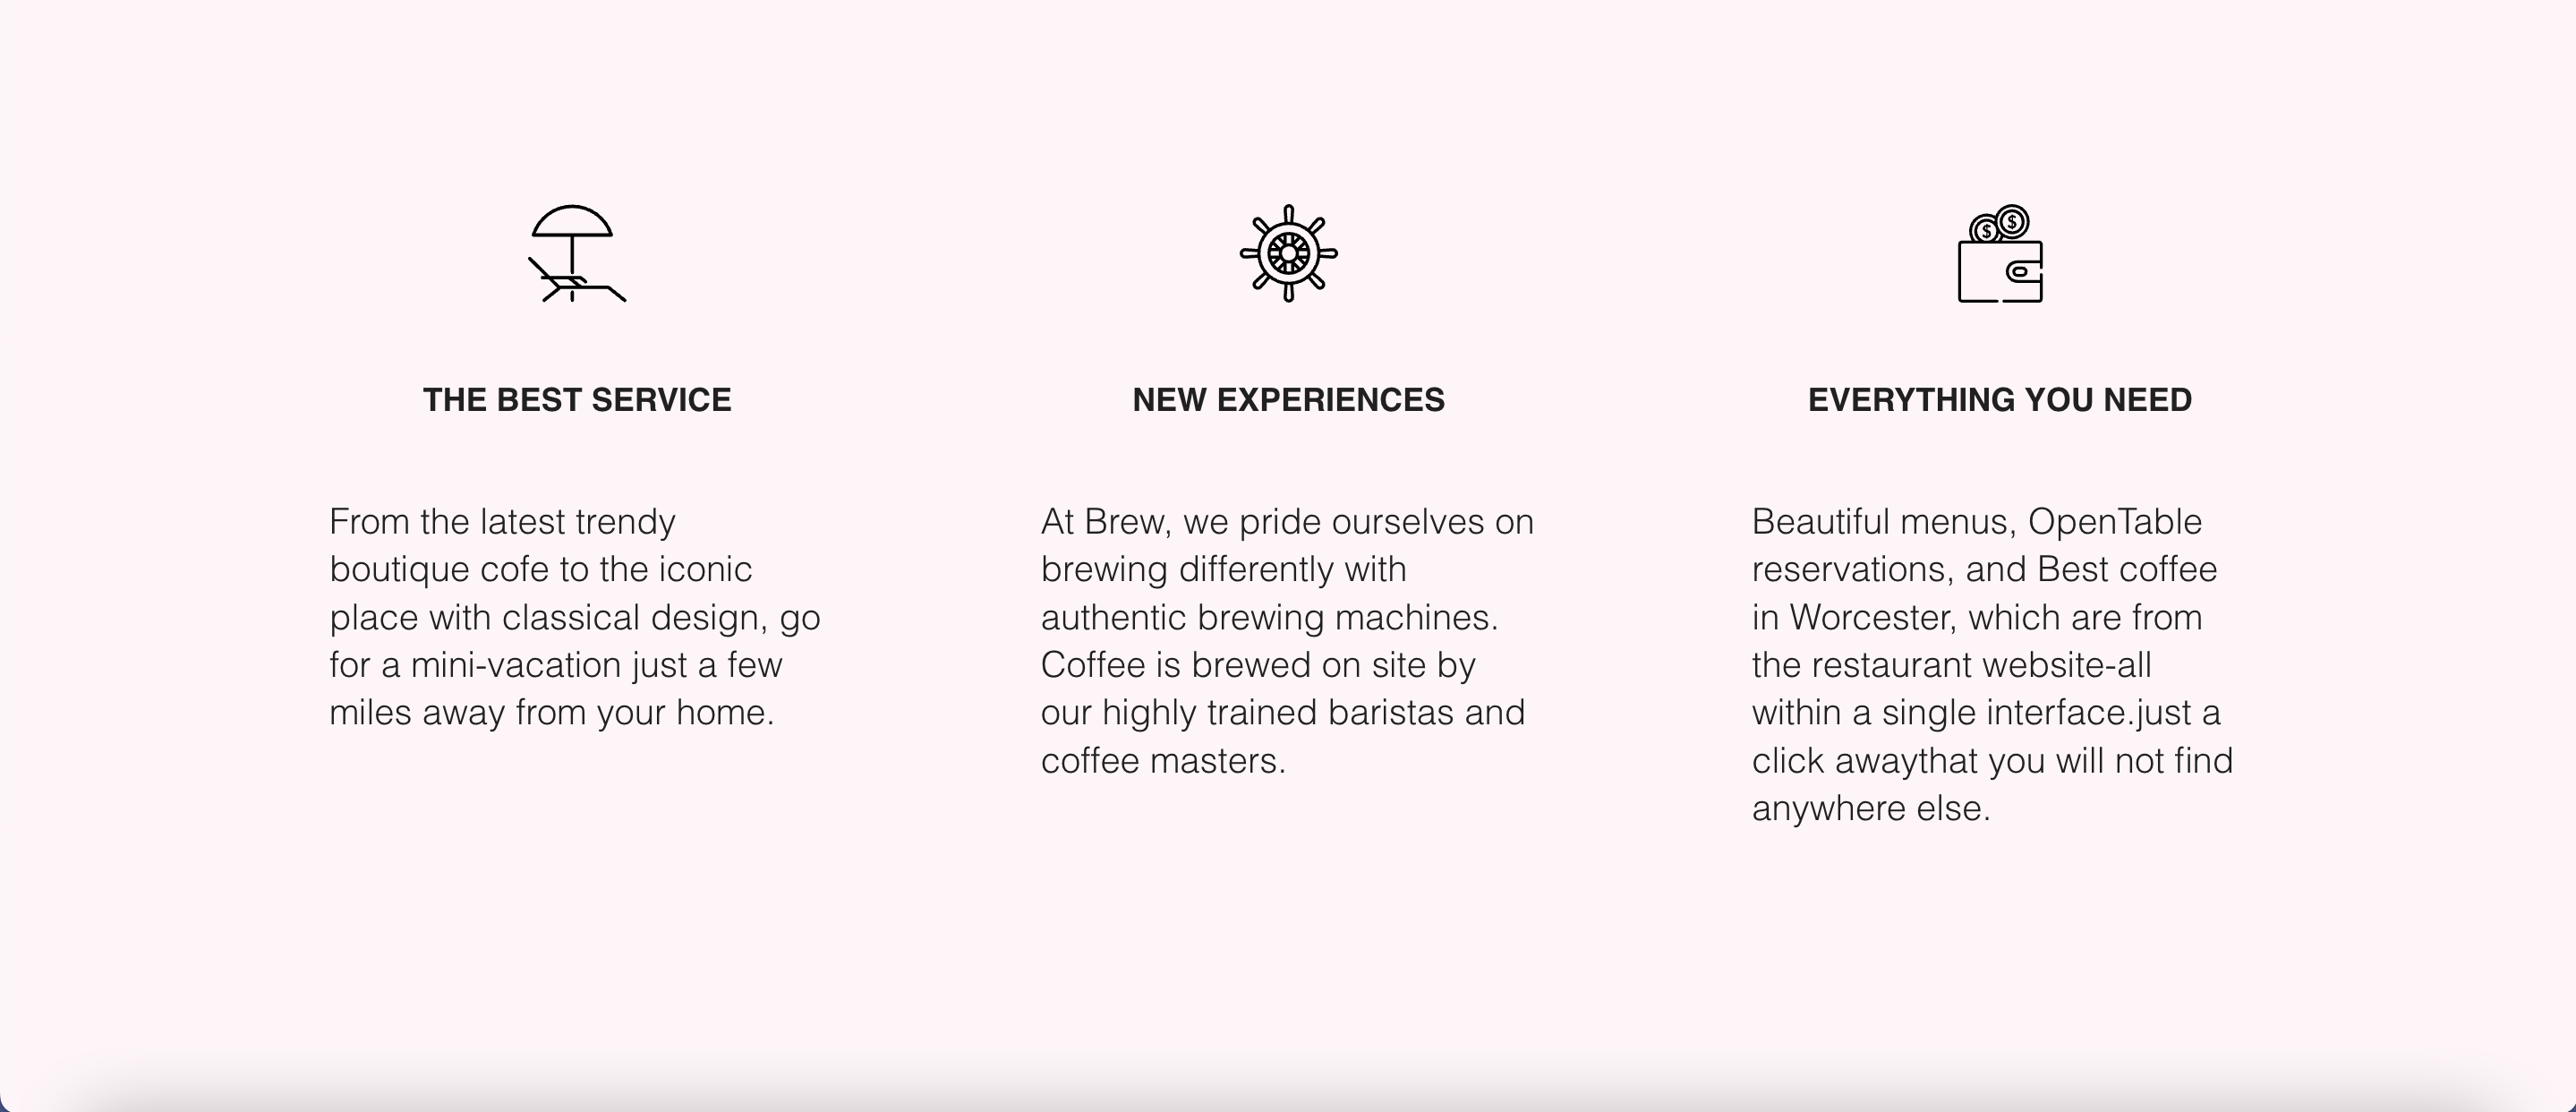 THE BEST SERVICE
From the latest trendy
boutique cofe to the iconic
place with classical design, go
for a mini-vacation just a few
miles away from your home.
NEW EXPERIENCES
At Brew, we pride ourselves on
brewing differently with
authentic brewing machines.
Coffee is brewed on site by
our highly trained baristas and
coffee masters.
$ $
EVERYTHING YOU NEED
Beautiful menus, OpenTable
reservations, and Best coffee
in Worcester, which are from
the restaurant website-all
within a single interface.just a
click awaythat you will not find
anywhere else.